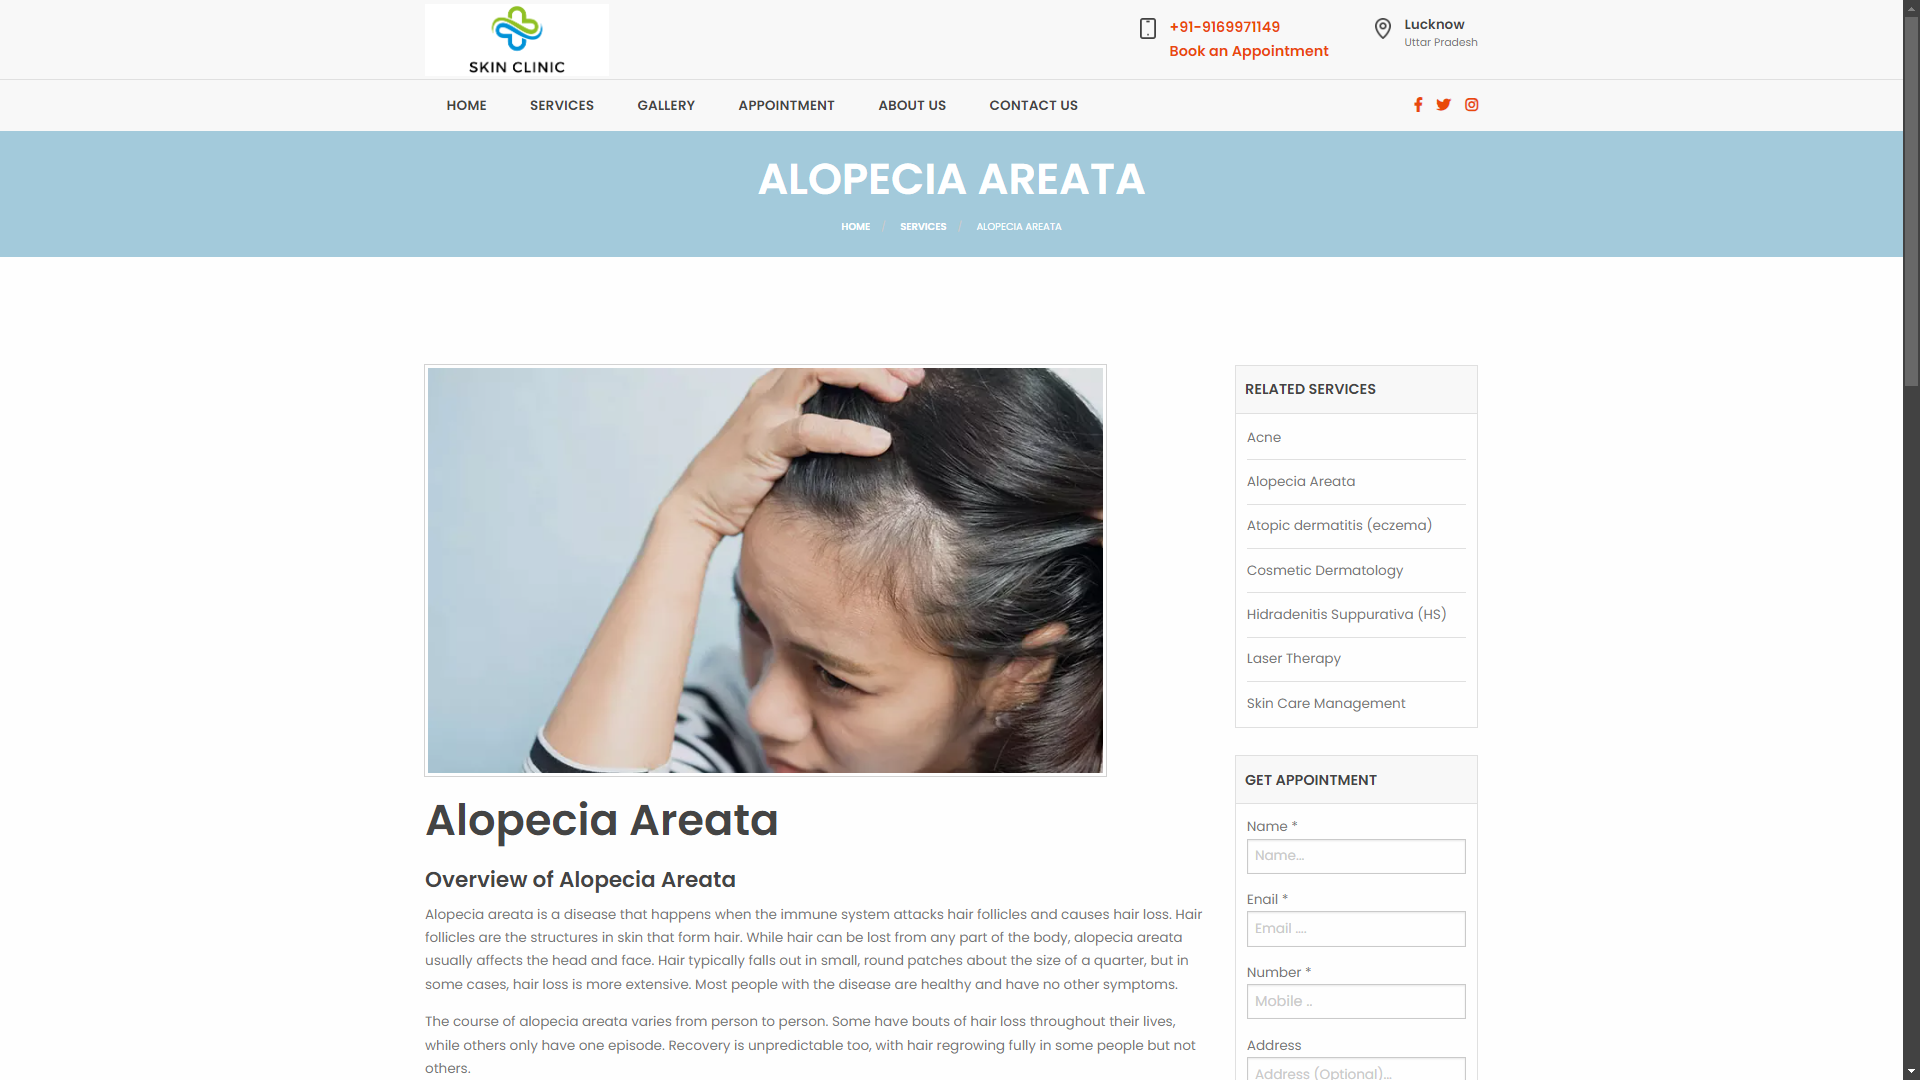 SKIN CLINIC
+91-9169971149
Book an Appointment
Lucknow
Uttar Pradesh
HOME SERVICES GALLERY APPOINTMENT ABOUT US CONTACT US
ALOPECIA AREATA
HOME / SERVICES / ALOPECIA AREATA
Alopecia Areata
Overview of Alopecia Areata
Alopecia areata is a disease that happens when the immune system attacks hair follicles and causes hair loss. Hair
follicles are the structures in skin that form hair. While hair can be lost from any part of the body, alopecia areata
usually affects the head and face. Hair typically falls out in small, round patches about the size of a quarter, but in
some cases, hair loss is more extensive. Most people with the disease are healthy and have no other symptoms.
The course of alopecia areata varies from person to person. Some have bouts of hair loss throughout their lives,
while others only have one episode. Recovery is unpredictable too, with hair regrowing fully in some people but not
others.
RELATED SERVICES
Acne
Alopecia Areata
Atopic dermatitis (eczema)
Cosmetic Dermatology
Hidradenitis Suppurativa (HS)
Laser Therapy
Skin Care Management
GET APPOINTMENT
Name *
Name...
Enail *
Email ....
Number *
Mobile ..
Address
Address (Optional)...